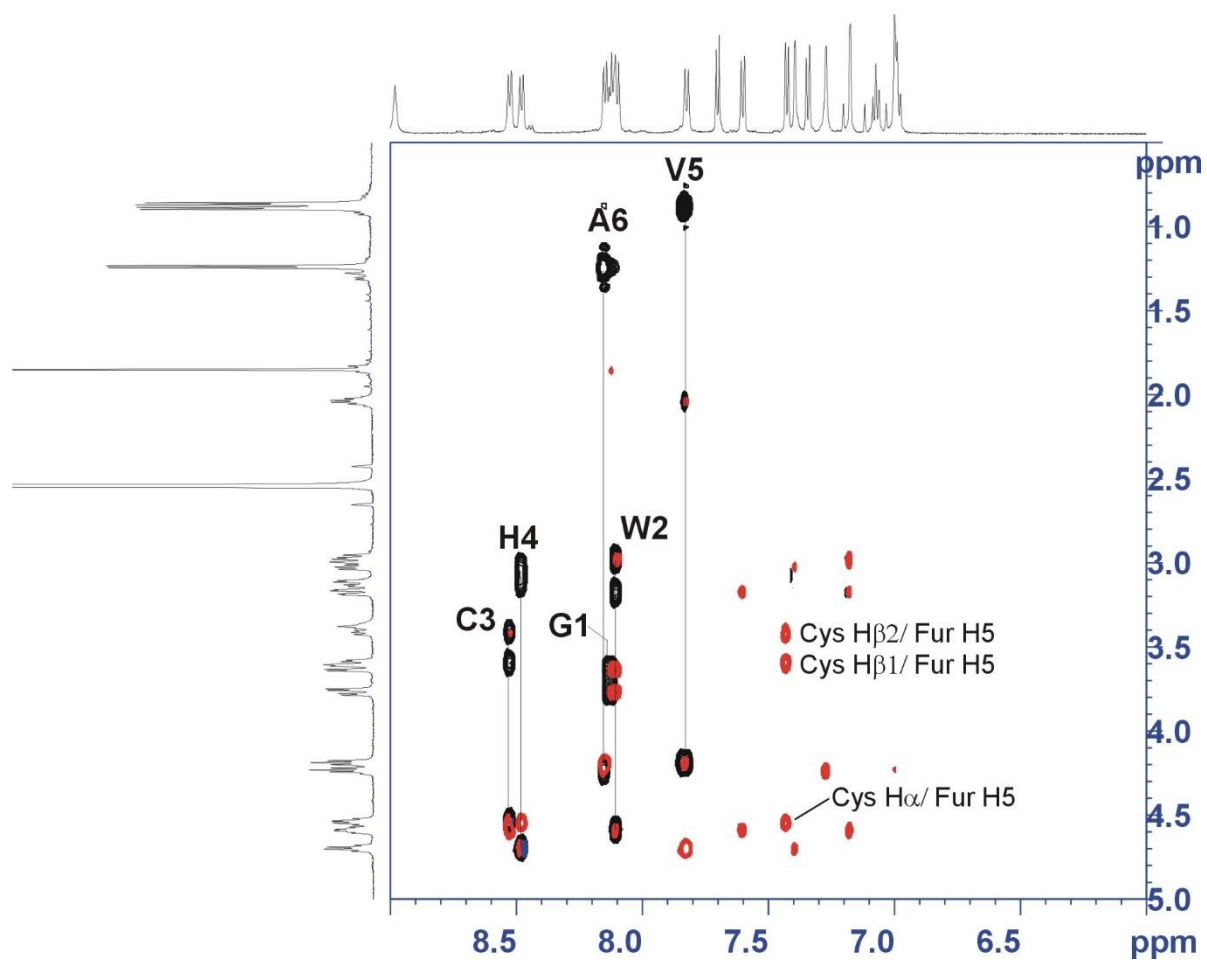 V5
ppm
A6
1.0
1.5
2.0
2.5
H4
W2
3.0
C3
G1
Cys Hβ2/ Fur H5
3.5
Cys Hβ1/ Fur H5
4.0
Cys Hα/ Fur H5
4.5
5.0
8.5 8.0 7.5 7.0 6.5 ppm